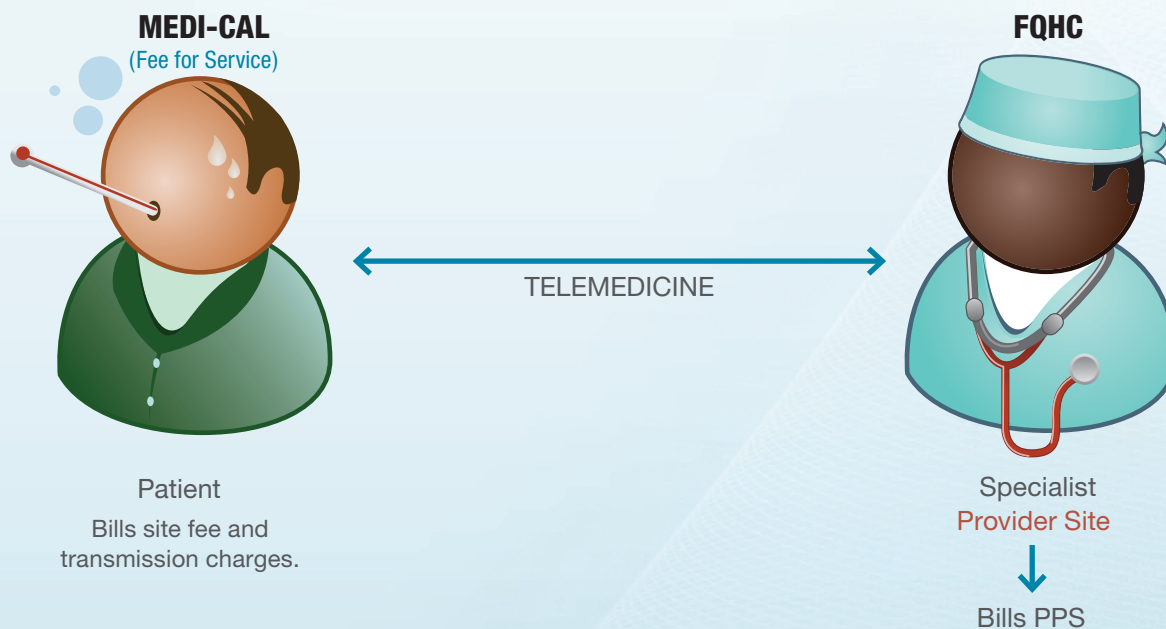 MEDI-CAL
(Fee for Service)
FQHC
TELEMEDICINE
Patient
Bills site fee and
transmission charges.
Specialist
Provider Site
Bills PPS